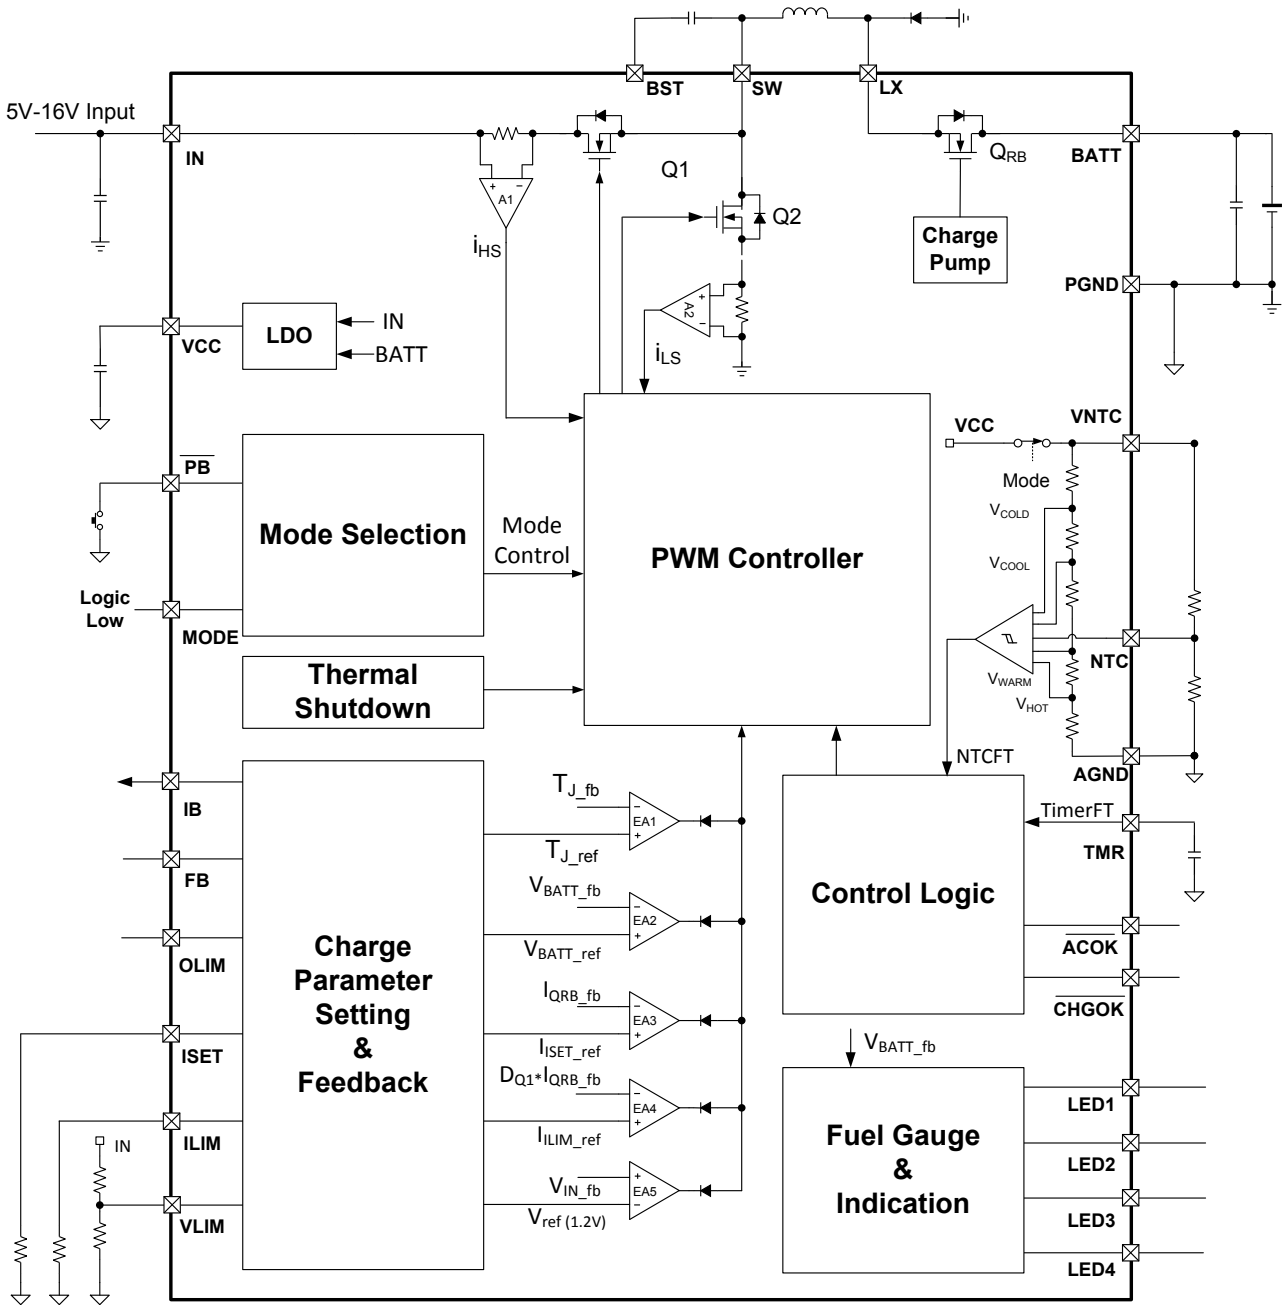 BST
SW
LX
5V-16V Input
IN
Q1
QRB
BATT
A1
+
−
iHS
Q2
Charge
Pump
PGND
VCC
LDO
IN
BATT
A2
+
−
iLS
VNTC
VCC
Mode
PB
Mode Selection
Mode
Control
PWM Controller
VCOLD
VCOOL
Logic
Low
MODE
NTC
VWARM
VHOT
Thermal
Shutdown
NTCFT
AGND
IB
TJ_fb
−
EA1
+
TJ_ref
TimerFT
TMR
FB
VBATT_fb
−
EA2
+
VBATT_ref
Control Logic
ACOK
OLIM
Charge
Parameter
Setting
&
Feedback
IQRB_fb
−
EA3
+
IISET_ref
CHGOK
ISET
VBATT_fb
DQ1*IQRB_fb
−
EA4
+
IILIM_ref
LED1
ILIM
IN
Fuel Gauge
&
Indication
LED2
VIN_fb
+
EA5
−
Vref (1.2V)
VLIM
LED3
LED4